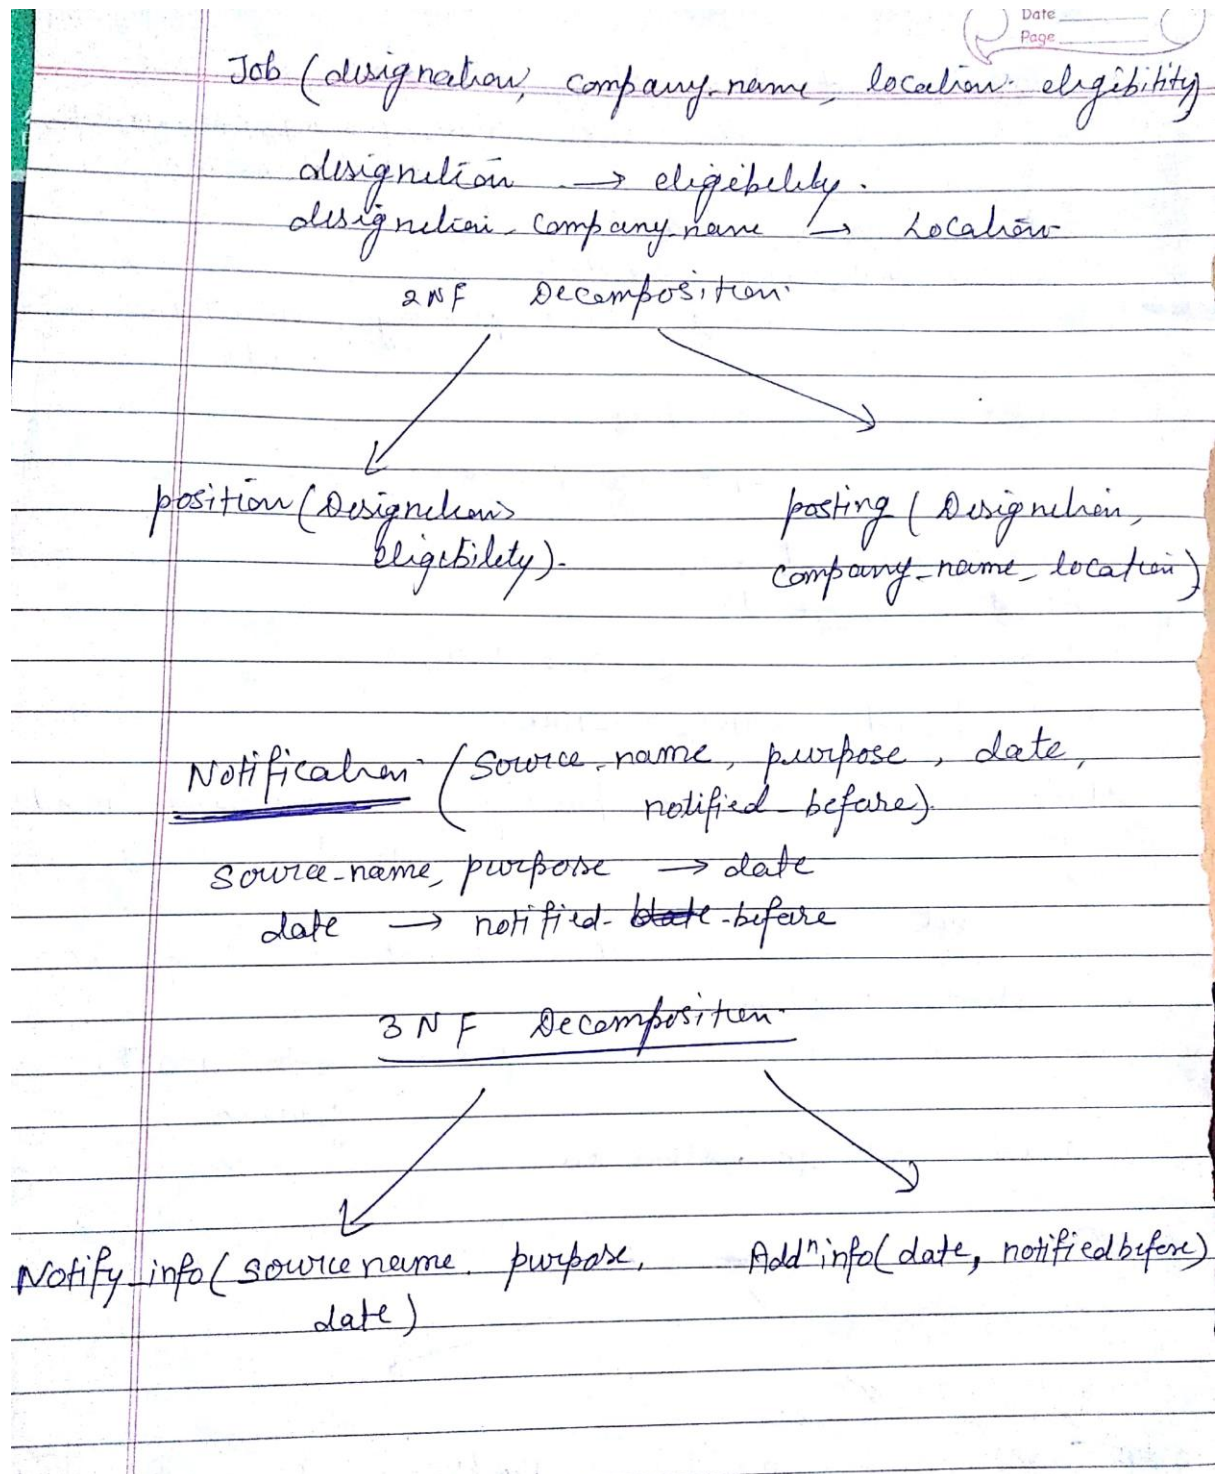 Date
Page
Job (designation, company_name, location. eligibility)
designation → eligibility.
designation, company_name → Location
2NF Decomposition.
position (Designation, posting (Designation,
eligibility). company_name, location)
Notification (Source_name, purpose, date,
notified_before).
Source_name, purpose → date
date → notified_before
3NF Decomposition.
Notify_info (source name, purpose, Addⁿ info (date, notified before)
date)